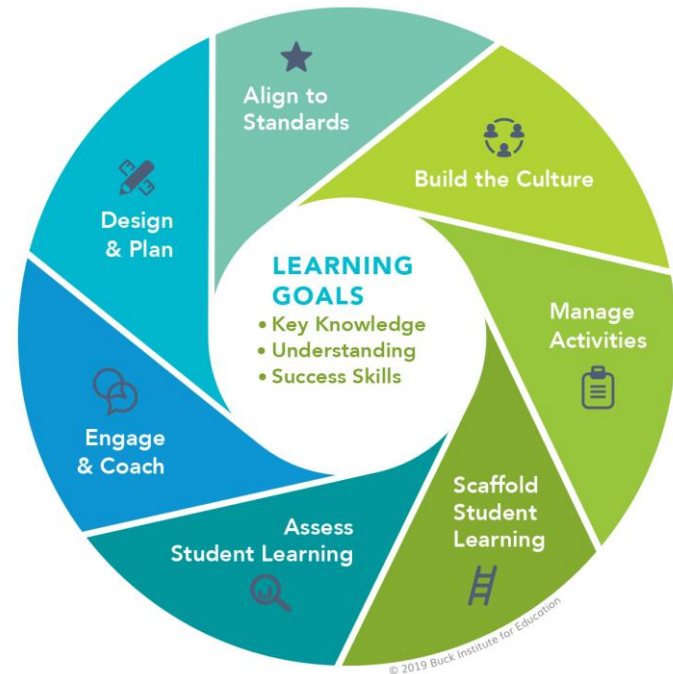 Align to
Standards
Build the Culture
Manage
Activities
Scaffold
Student
Learning
Assess
Student Learning
Engage
& Coach
Design
& Plan
LEARNING
GOALS
• Key Knowledge
• Understanding
• Success Skills
© 2019 Buck Institute for Education